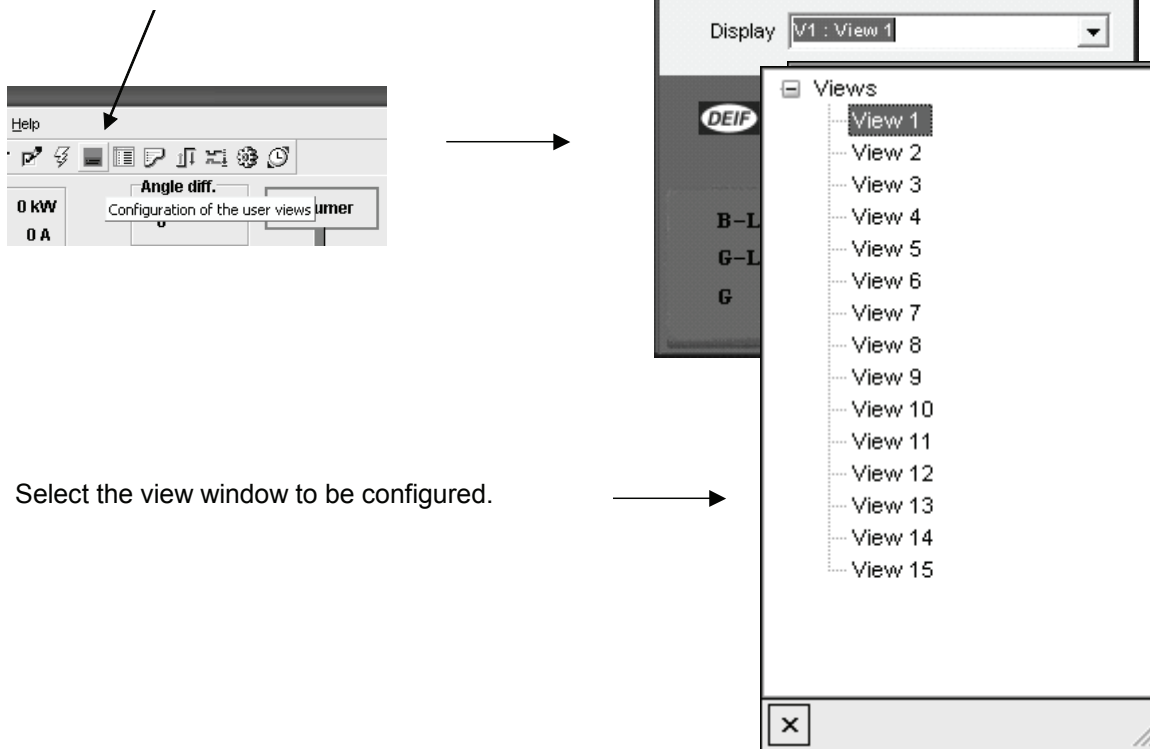 Display V1 : View 1
Help
Angle diff.
0 kW
Configuration of the user views
umer
0 A
DEIF
B-L
G-L
G
Views
View 1
View 2
View 3
View 4
View 5
View 6
View 7
View 8
View 9
View 10
View 11
View 12
View 13
View 14
View 15
Select the view window to be configured.